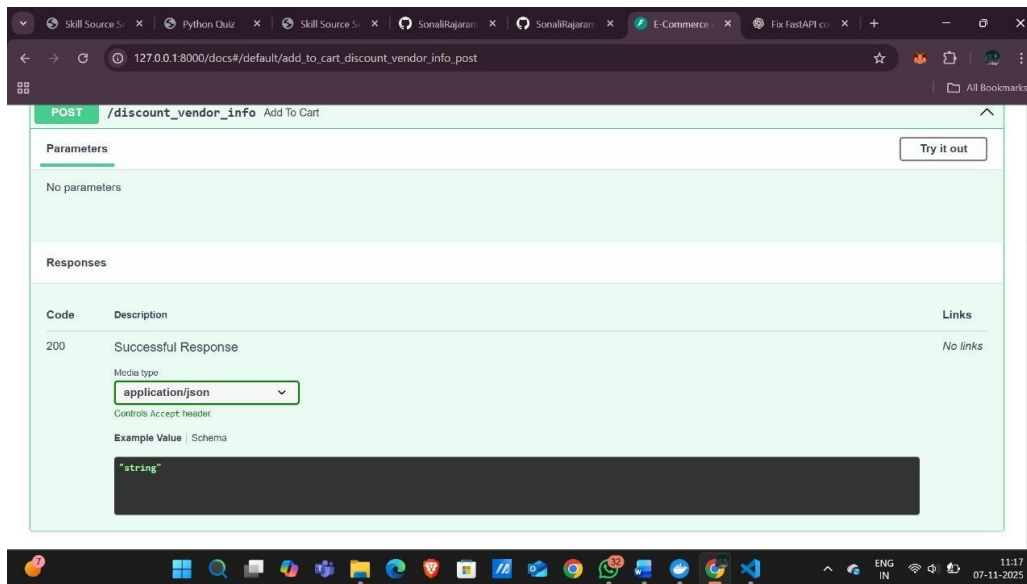 Skill Source S
Python Quiz
Skill Source S
SonaliRajaram
SonaliRajaram
E-Commerce
Fix FastAPI co
127.0.0.1:8000/docs#/default/add_to_cart_discount_vendor_info_post
All Bookmarks
POST /discount_vendor_info Add To Cart
Parameters
Try it out
No parameters
Responses
Code Description Links
200 Successful Response No links
Media type
application/json
Controls Accept header.
Example Value | Schema
"string"
7
32
ENG 11:17
IN 07-11-2025